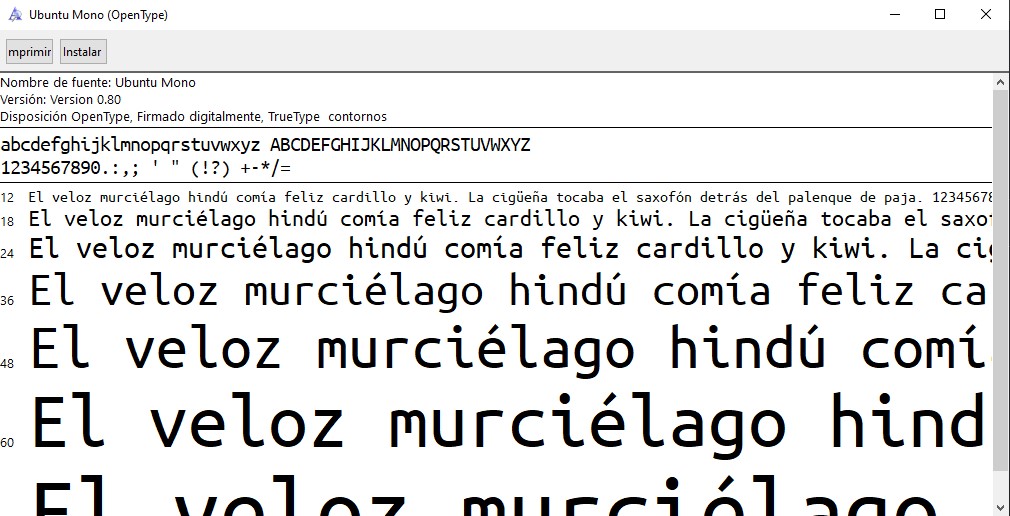 Ubuntu Mono (OpenType)
mprimir Instalar
Nombre de fuente: Ubuntu Mono
Versión: Version 0.80
Disposición OpenType, Firmado digitalmente, TrueType contornos
abcdefghijklmnopqrstuvwxyz ABCDEFGHIJKLMNOPQRSTUVWXYZ
1234567890.:,; ' " (!?) +-*/=
12 El veloz murciélago hindú comía feliz cardillo y kiwi. La cigüeña tocaba el saxofón detrás del palenque de paja. 12345678
18 El veloz murciélago hindú comía feliz cardillo y kiwi. La cigüeña tocaba el saxo
24 El veloz murciélago hindú comía feliz cardillo y kiwi. La cig
36 El veloz murciélago hindú comía feliz ca
48 El veloz murciélago hindú comí
60 El veloz murciélago hind
El veloz murciélago